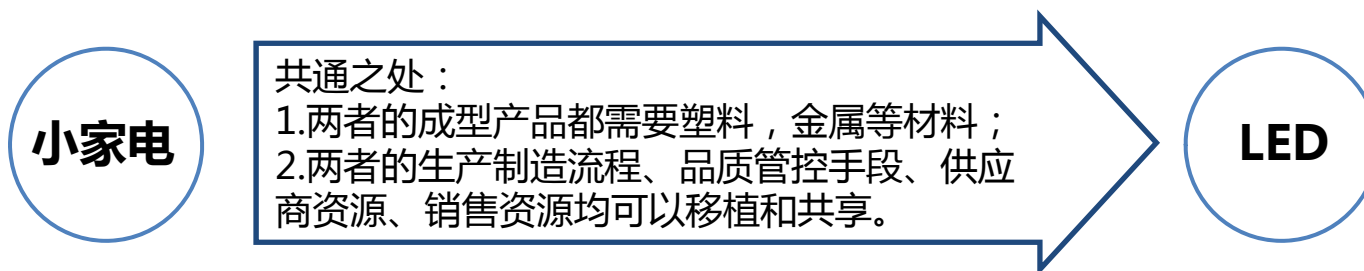 小家电
共通之处：
1.两者的成型产品都需要塑料，金属等材料；
2.两者的生产制造流程、品质管控手段、供应
商资源、销售资源均可以移植和共享。
LED